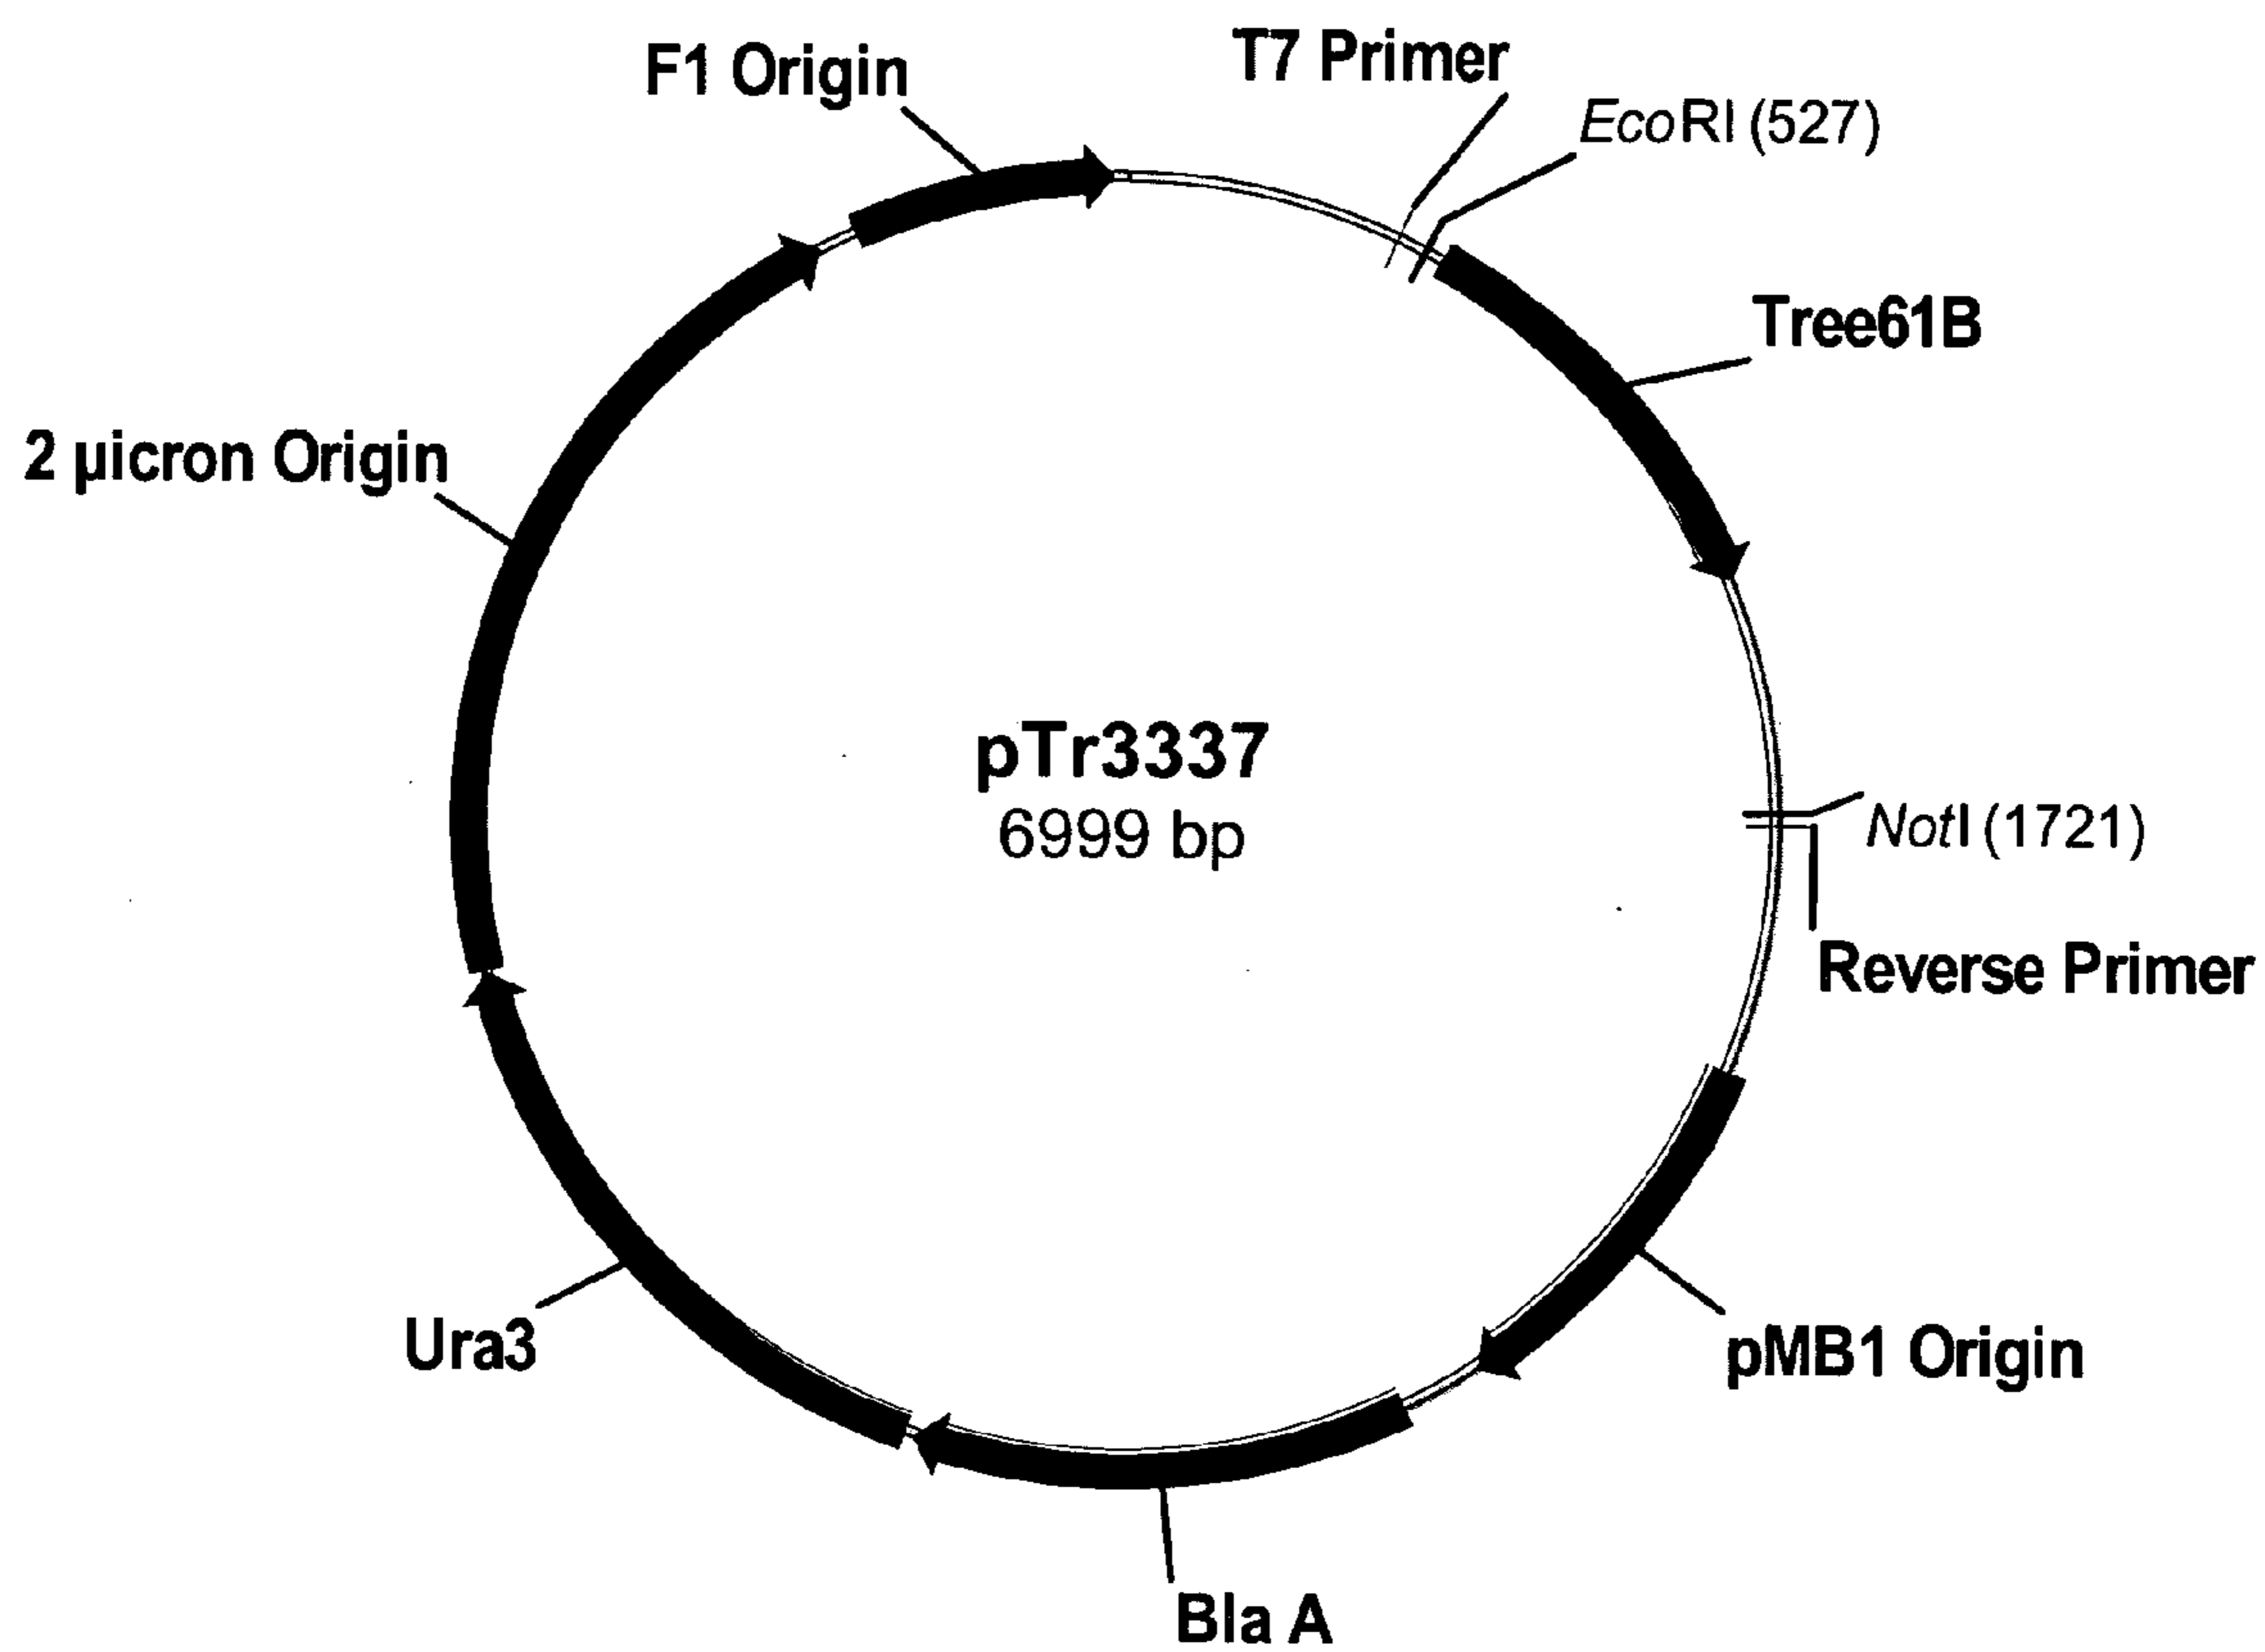 F1 Origin
T7 Primer
EcoRI (527)
Tree61B
2 µicron Origin
pTr3337
6999 bp
NotI (1721)
Reverse Primer
Ura3
pMB1 Origin
Bla A